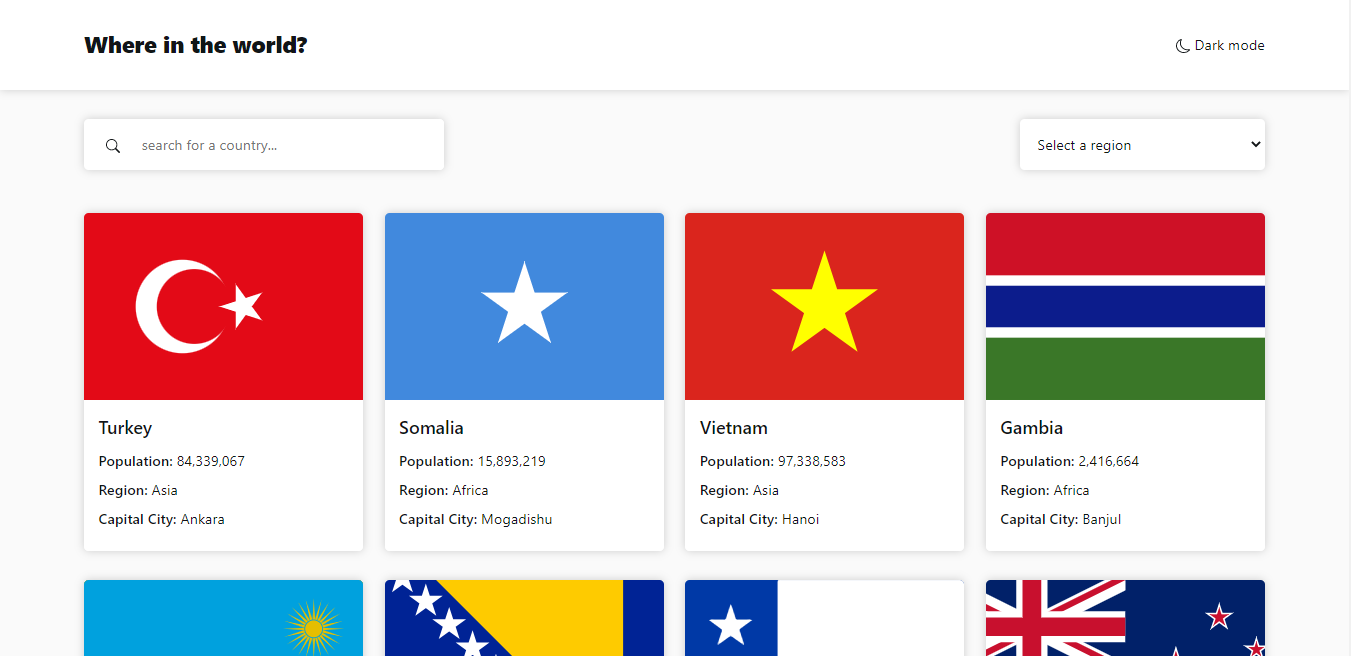 Where in the world?
Dark mode
search for a country...
Select a region
Turkey
Population: 84,339,067
Region: Asia
Capital City: Ankara
Somalia
Population: 15,893,219
Region: Africa
Capital City: Mogadishu
Vietnam
Population: 97,338,583
Region: Asia
Capital City: Hanoi
Gambia
Population: 2,416,664
Region: Africa
Capital City: Banjul